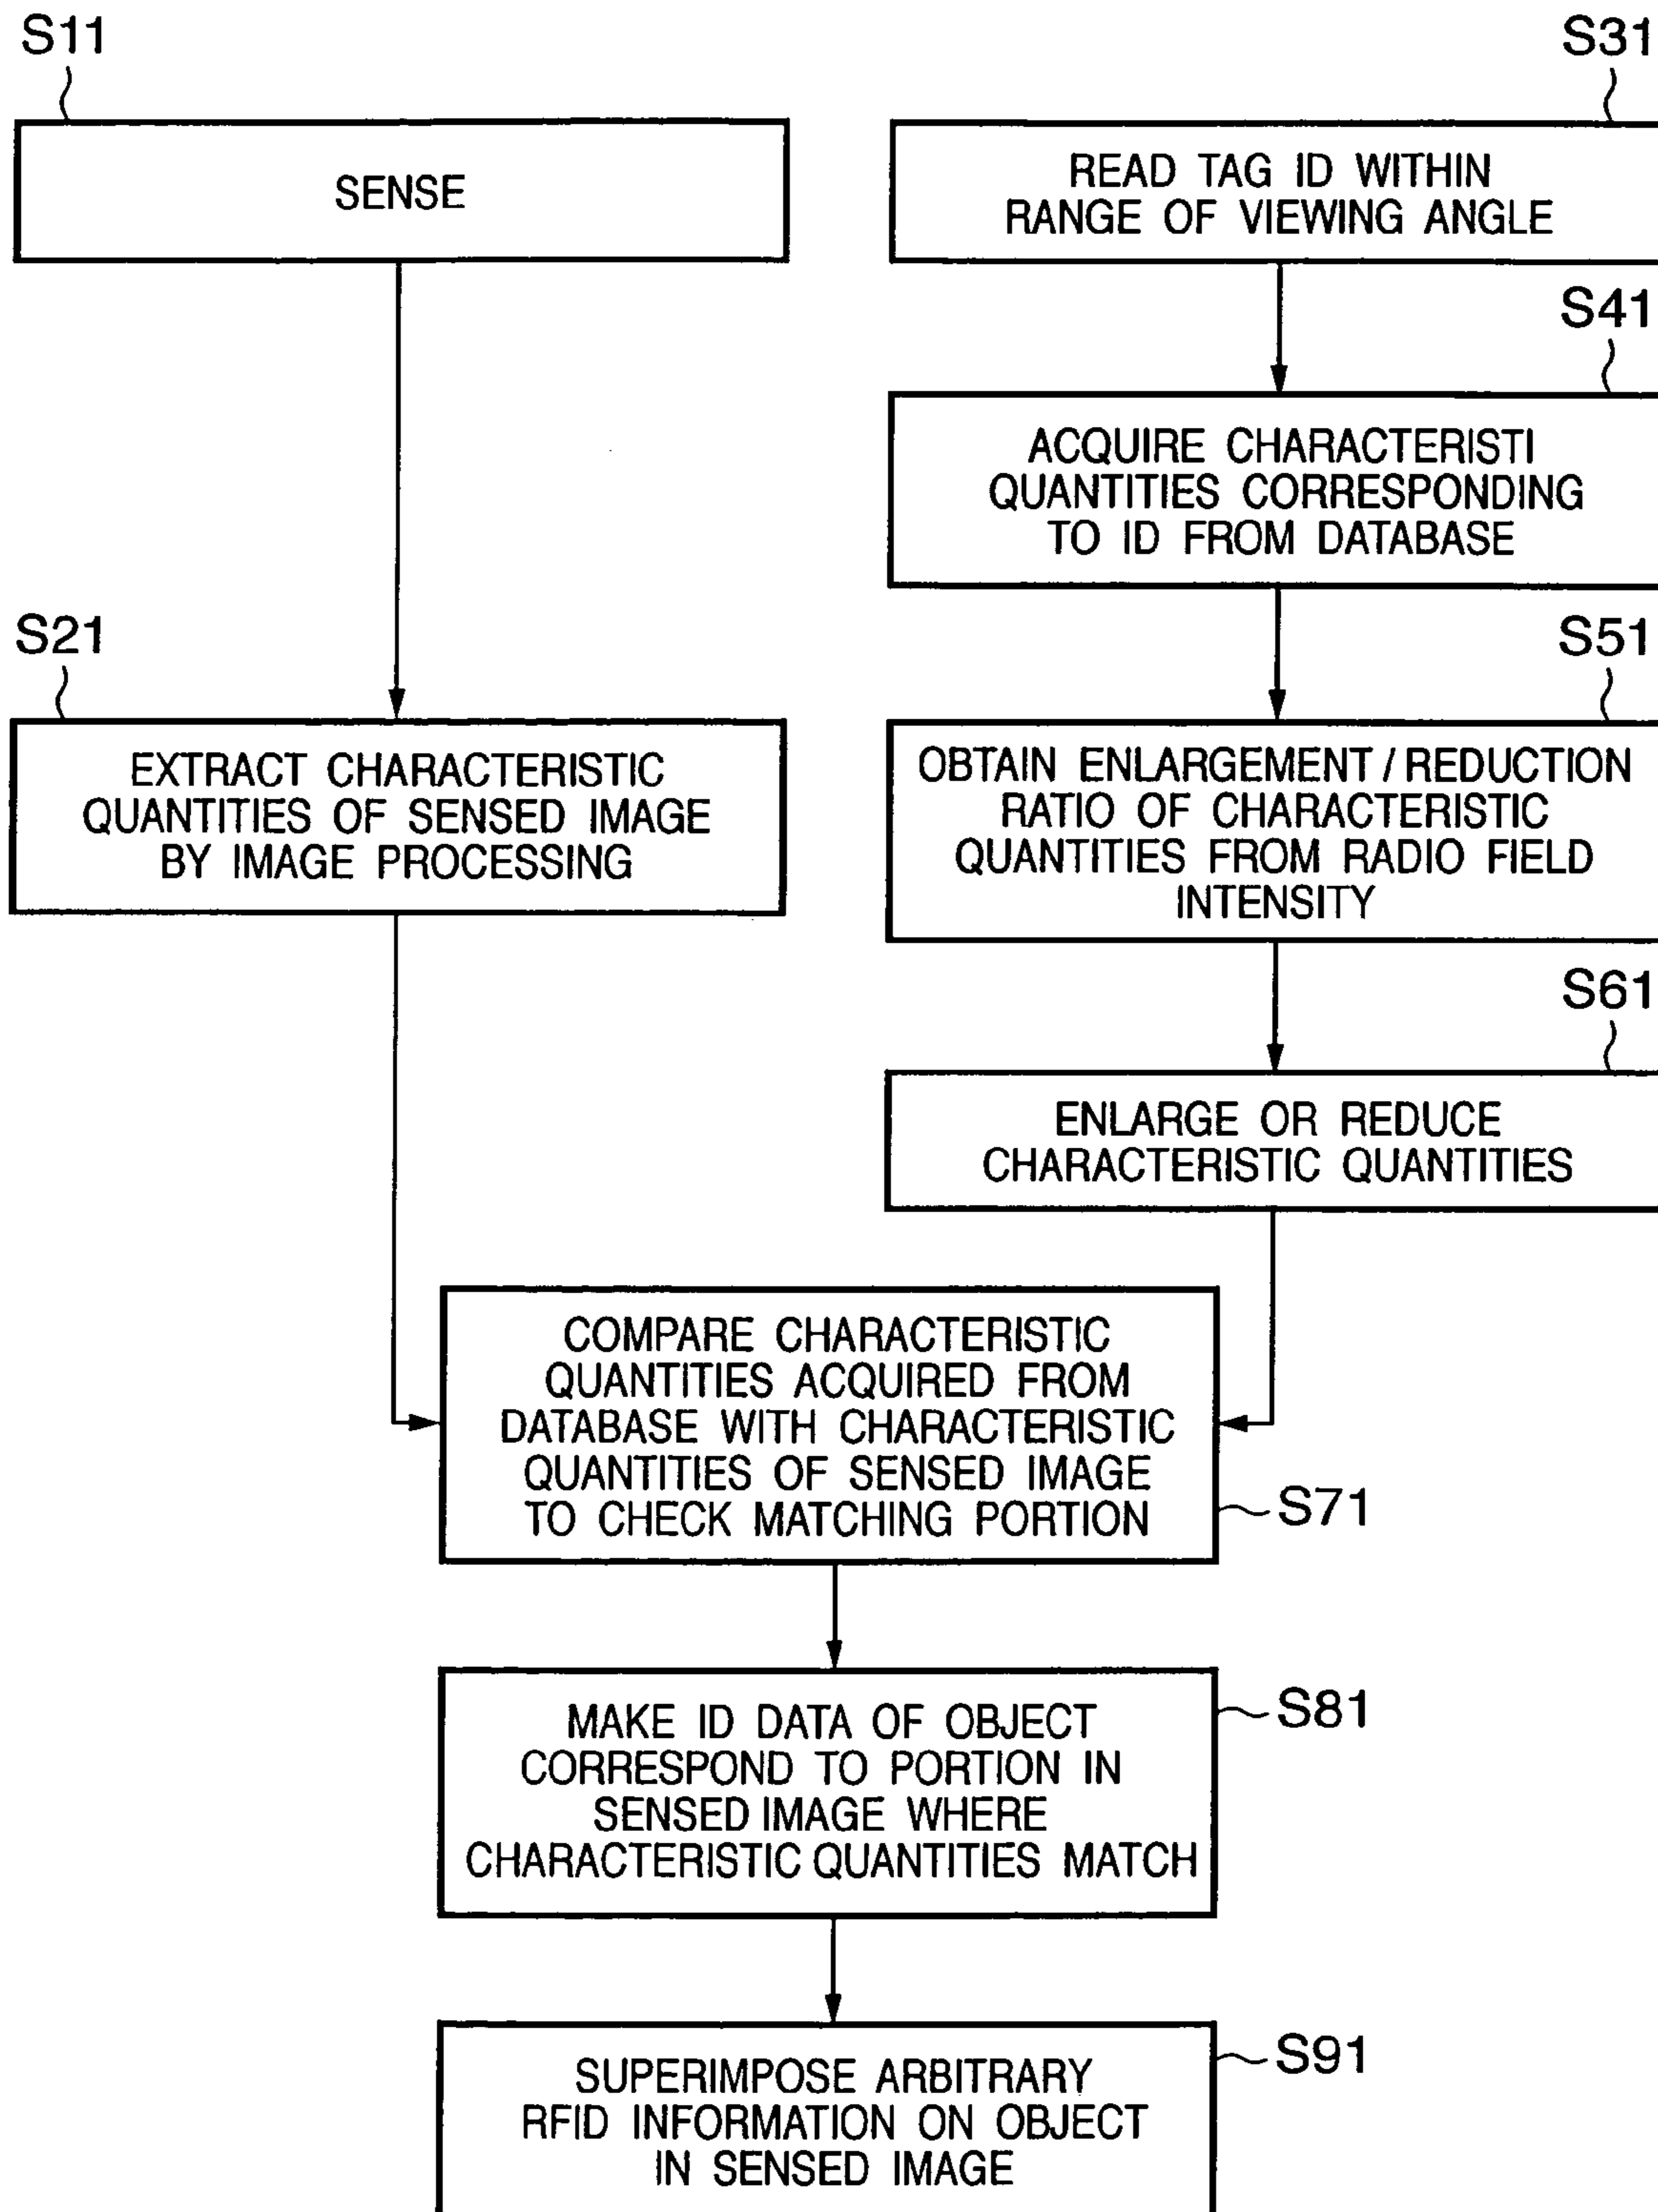 S11
SENSE
S31
READ TAG ID WITHIN
RANGE OF VIEWING ANGLE
S41
ACQUIRE CHARACTERISTI
QUANTITIES CORRESPONDING
TO ID FROM DATABASE
S21
EXTRACT CHARACTERISTIC
QUANTITIES OF SENSED IMAGE
BY IMAGE PROCESSING
S51
OBTAIN ENLARGEMENT / REDUCTION
RATIO OF CHARACTERISTIC
QUANTITIES FROM RADIO FIELD
INTENSITY
S61
ENLARGE OR REDUCE
CHARACTERISTIC QUANTITIES
COMPARE CHARACTERISTIC
QUANTITIES ACQUIRED FROM
DATABASE WITH CHARACTERISTIC
QUANTITIES OF SENSED IMAGE
TO CHECK MATCHING PORTION
S71
MAKE ID DATA OF OBJECT
CORRESPOND TO PORTION IN
SENSED IMAGE WHERE
CHARACTERISTIC QUANTITIES MATCH
S81
SUPERIMPOSE ARBITRARY
RFID INFORMATION ON OBJECT
IN SENSED IMAGE
S91